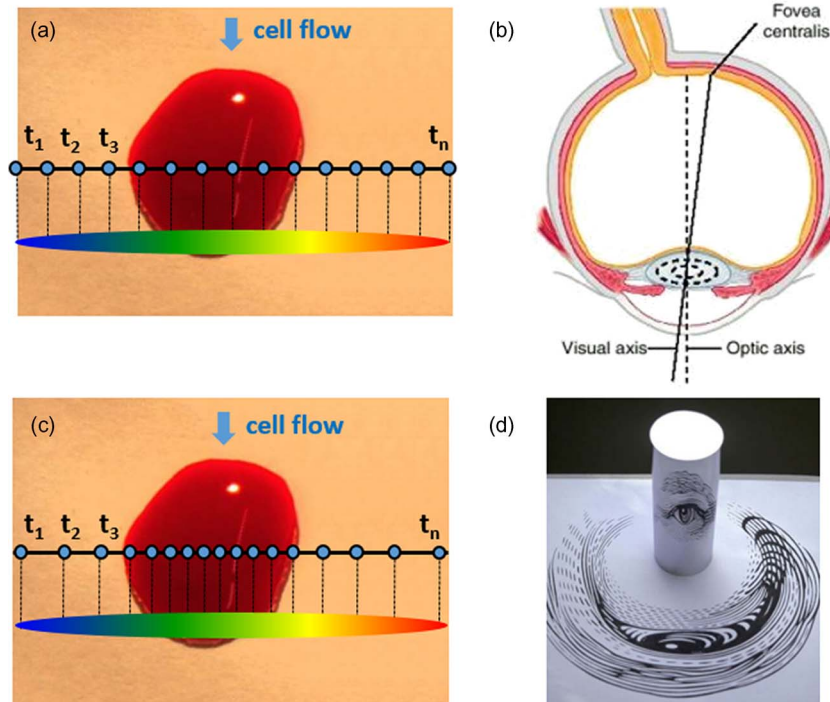 (a)
cell flow
t1 t2 t3 tn
(b)
Fovea
centralis
Visual axis
Optic axis
(c)
cell flow
t1 t2 t3 tn
(d)